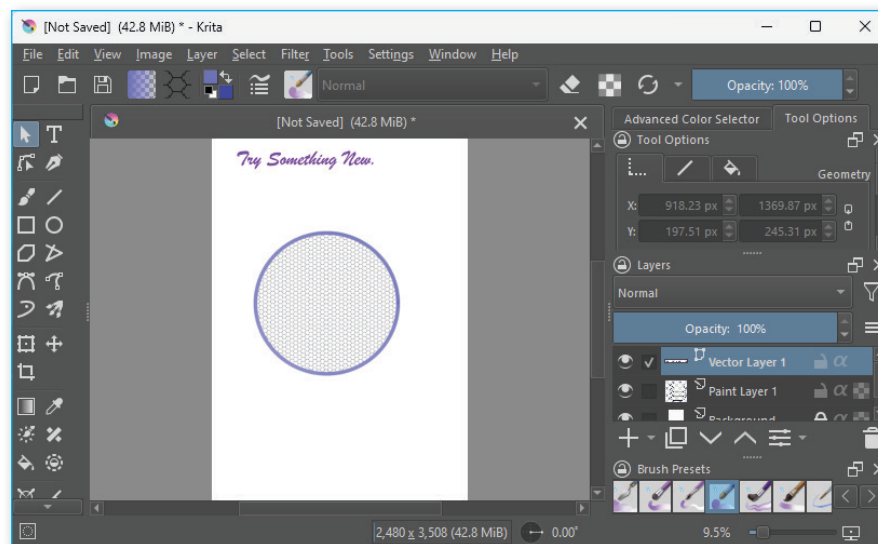 [Not Saved] (42.8 MiB) * - Krita
File Edit View Image Layer Select Filter Tools Settings Window Help
Normal
Opacity: 100%
[Not Saved] (42.8 MiB) *
Advanced Color Selector
Tool Options
Tool Options
Try Something New.
Geometry
X: 918.23 px 1369.87 px
Y: 197.51 px 245.31 px
Layers
Normal
Opacity: 100%
Vector Layer 1
Paint Layer 1
Background
Brush Presets
2,480 x 3,508 (42.8 MiB) 0.00° 9.5%